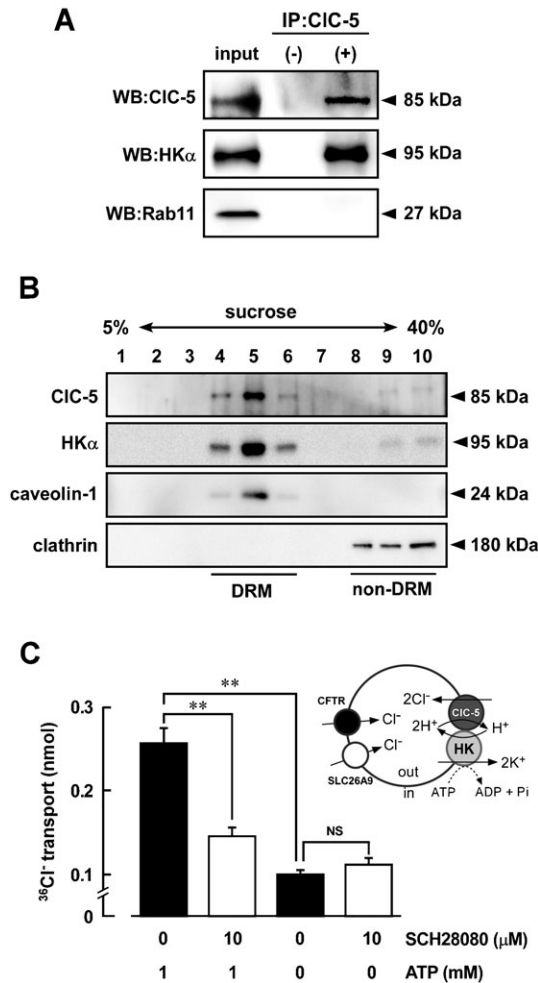 A
IP:ClC-5
input (-) (+)
WB:ClC-5 85 kDa
WB:HKα 95 kDa
WB:Rab11 27 kDa
B
sucrose
5% 40%
1 2 3 4 5 6 7 8 9 10
ClC-5 85 kDa
HKα 95 kDa
caveolin-1 24 kDa
clathrin 180 kDa
DRM non-DRM
C
³⁶Cl⁻ transport (nmol)
0.3
0.2
0.1
0
**
**
NS
CFTR
Cl⁻
SLC26A9
Cl⁻
2Cl⁻
ClC-5
2H⁺
H⁺
HK
2K⁺
out
in
ATP
ADP + Pi
0 10 0 10 SCH28080 (μM)
1 1 0 0 ATP (mM)